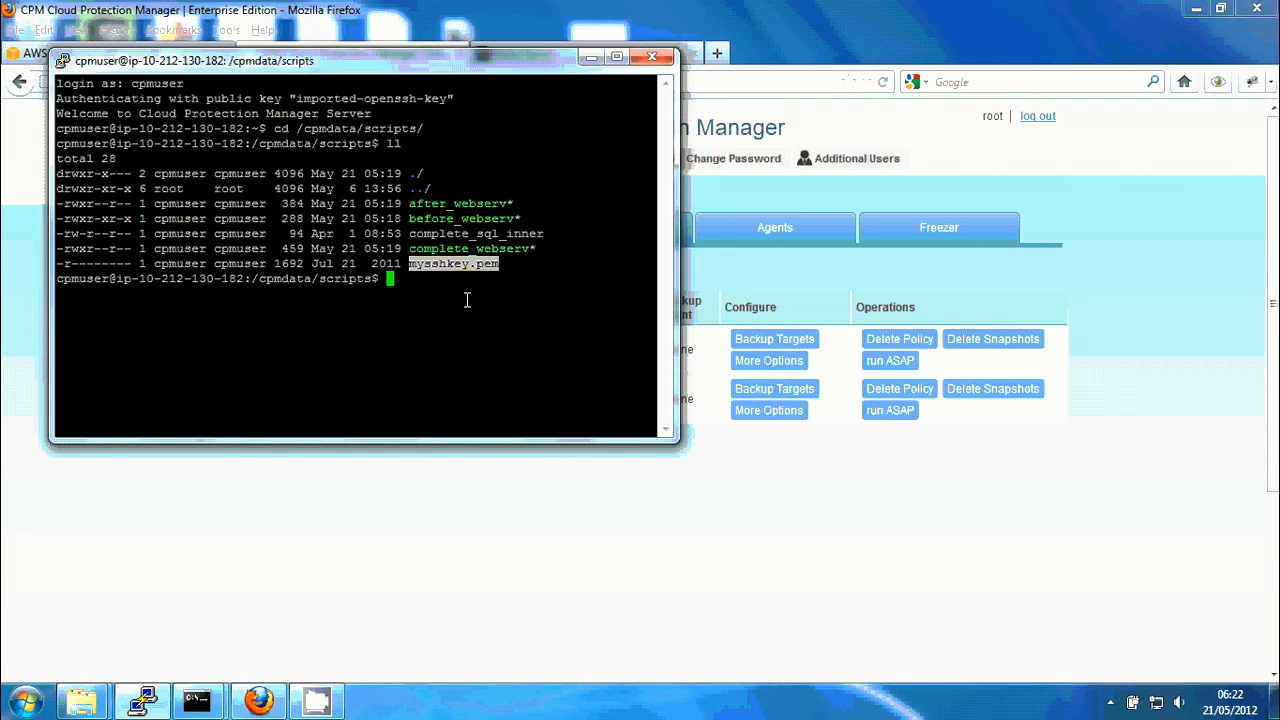 CPM Cloud Protection Manager | Enterprise Edition - Mozilla Firefox
File Edit View History Bookmarks Tools Help
AWS
cpmuser@ip-10-212-130-182: /cpmdata/scripts
Google
login as: cpmuser
Authenticating with public key "imported-openssh-key"
Welcome to Cloud Protection Manager Server
cpmuser@ip-10-212-130-182:~$ cd /cpmdata/scripts/
cpmuser@ip-10-212-130-182:/cpmdata/scripts$ ll
total 28
drwxr-x--- 2 cpmuser cpmuser 4096 May 21 05:19 ./
drwxr-xr-x 6 root root 4096 May 6 13:56 ../
-rwxr--r-- 1 cpmuser cpmuser 384 May 21 05:19 after_webserv*
-rwxr-xr-x 1 cpmuser cpmuser 288 May 21 05:18 before_webserv*
-rw-r--r-- 1 cpmuser cpmuser 94 Apr 1 08:53 complete_sql_inner
-rwxr--r-- 1 cpmuser cpmuser 459 May 21 05:19 complete_webserv*
-r-------- 1 cpmuser cpmuser 1692 Jul 21 2011 mysshkey.pem
cpmuser@ip-10-212-130-182:/cpmdata/scripts$
Manager
root | log out
Change Password Additional Users
Agents Freezer
Configure Operations
Backup Targets Delete Policy Delete Snapshots
More Options run ASAP
Backup Targets Delete Policy Delete Snapshots
More Options run ASAP
06:22
21/05/2012